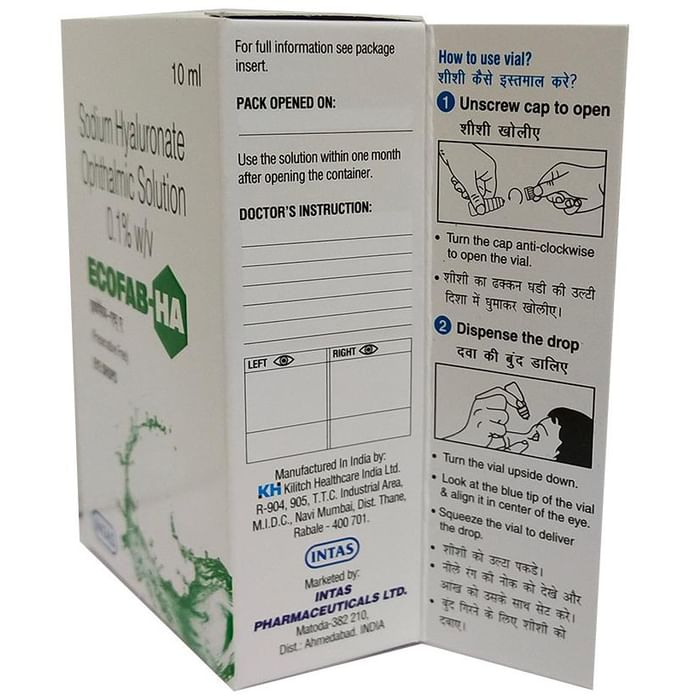 10 ml
Sodium Hyaluronate
Ophthalmic Solution
0.1% w/v
ECOFAB-HA
(Preservative Free)
EYE DROPS
INTAS
For full information see package
insert.
PACK OPENED ON:
Use the solution within one month
after opening the container.
DOCTOR'S INSTRUCTION:
LEFT
RIGHT
Manufactured In India by:
KH Kilitch Healthcare India Ltd.
R-904, 905, T.T.C. Industrial Area,
M.I.D.C., Navi Mumbai, Dist. Thane,
Rabale - 400 701.
INTAS
Marketed by:
INTAS
PHARMACEUTICALS LTD.
Matoda-382 210,
Dist.: Ahmedabad. INDIA
How to use vial?
शीशी कैसे इस्तमाल करे?
1 Unscrew cap to open
शीशी खोलीए
• Turn the cap anti-clockwise
to open the vial.
• शीशी का ढक्कन घडी की उल्टी
दिशा में घुमाकर खोलीए।
2 Dispense the drop
दवा की बुंद डालिए
• Turn the vial upside down.
• Look at the blue tip of the vial
& align it in center of the eye.
• Squeeze the vial to deliver
the drop.
• शीशी को उल्टा पकडे।
• नीले रंग की नोक को देखे और
आंख को उसके साथ सेट करे।
• बुंद गिरने के लिए शीशी को
दबाए।